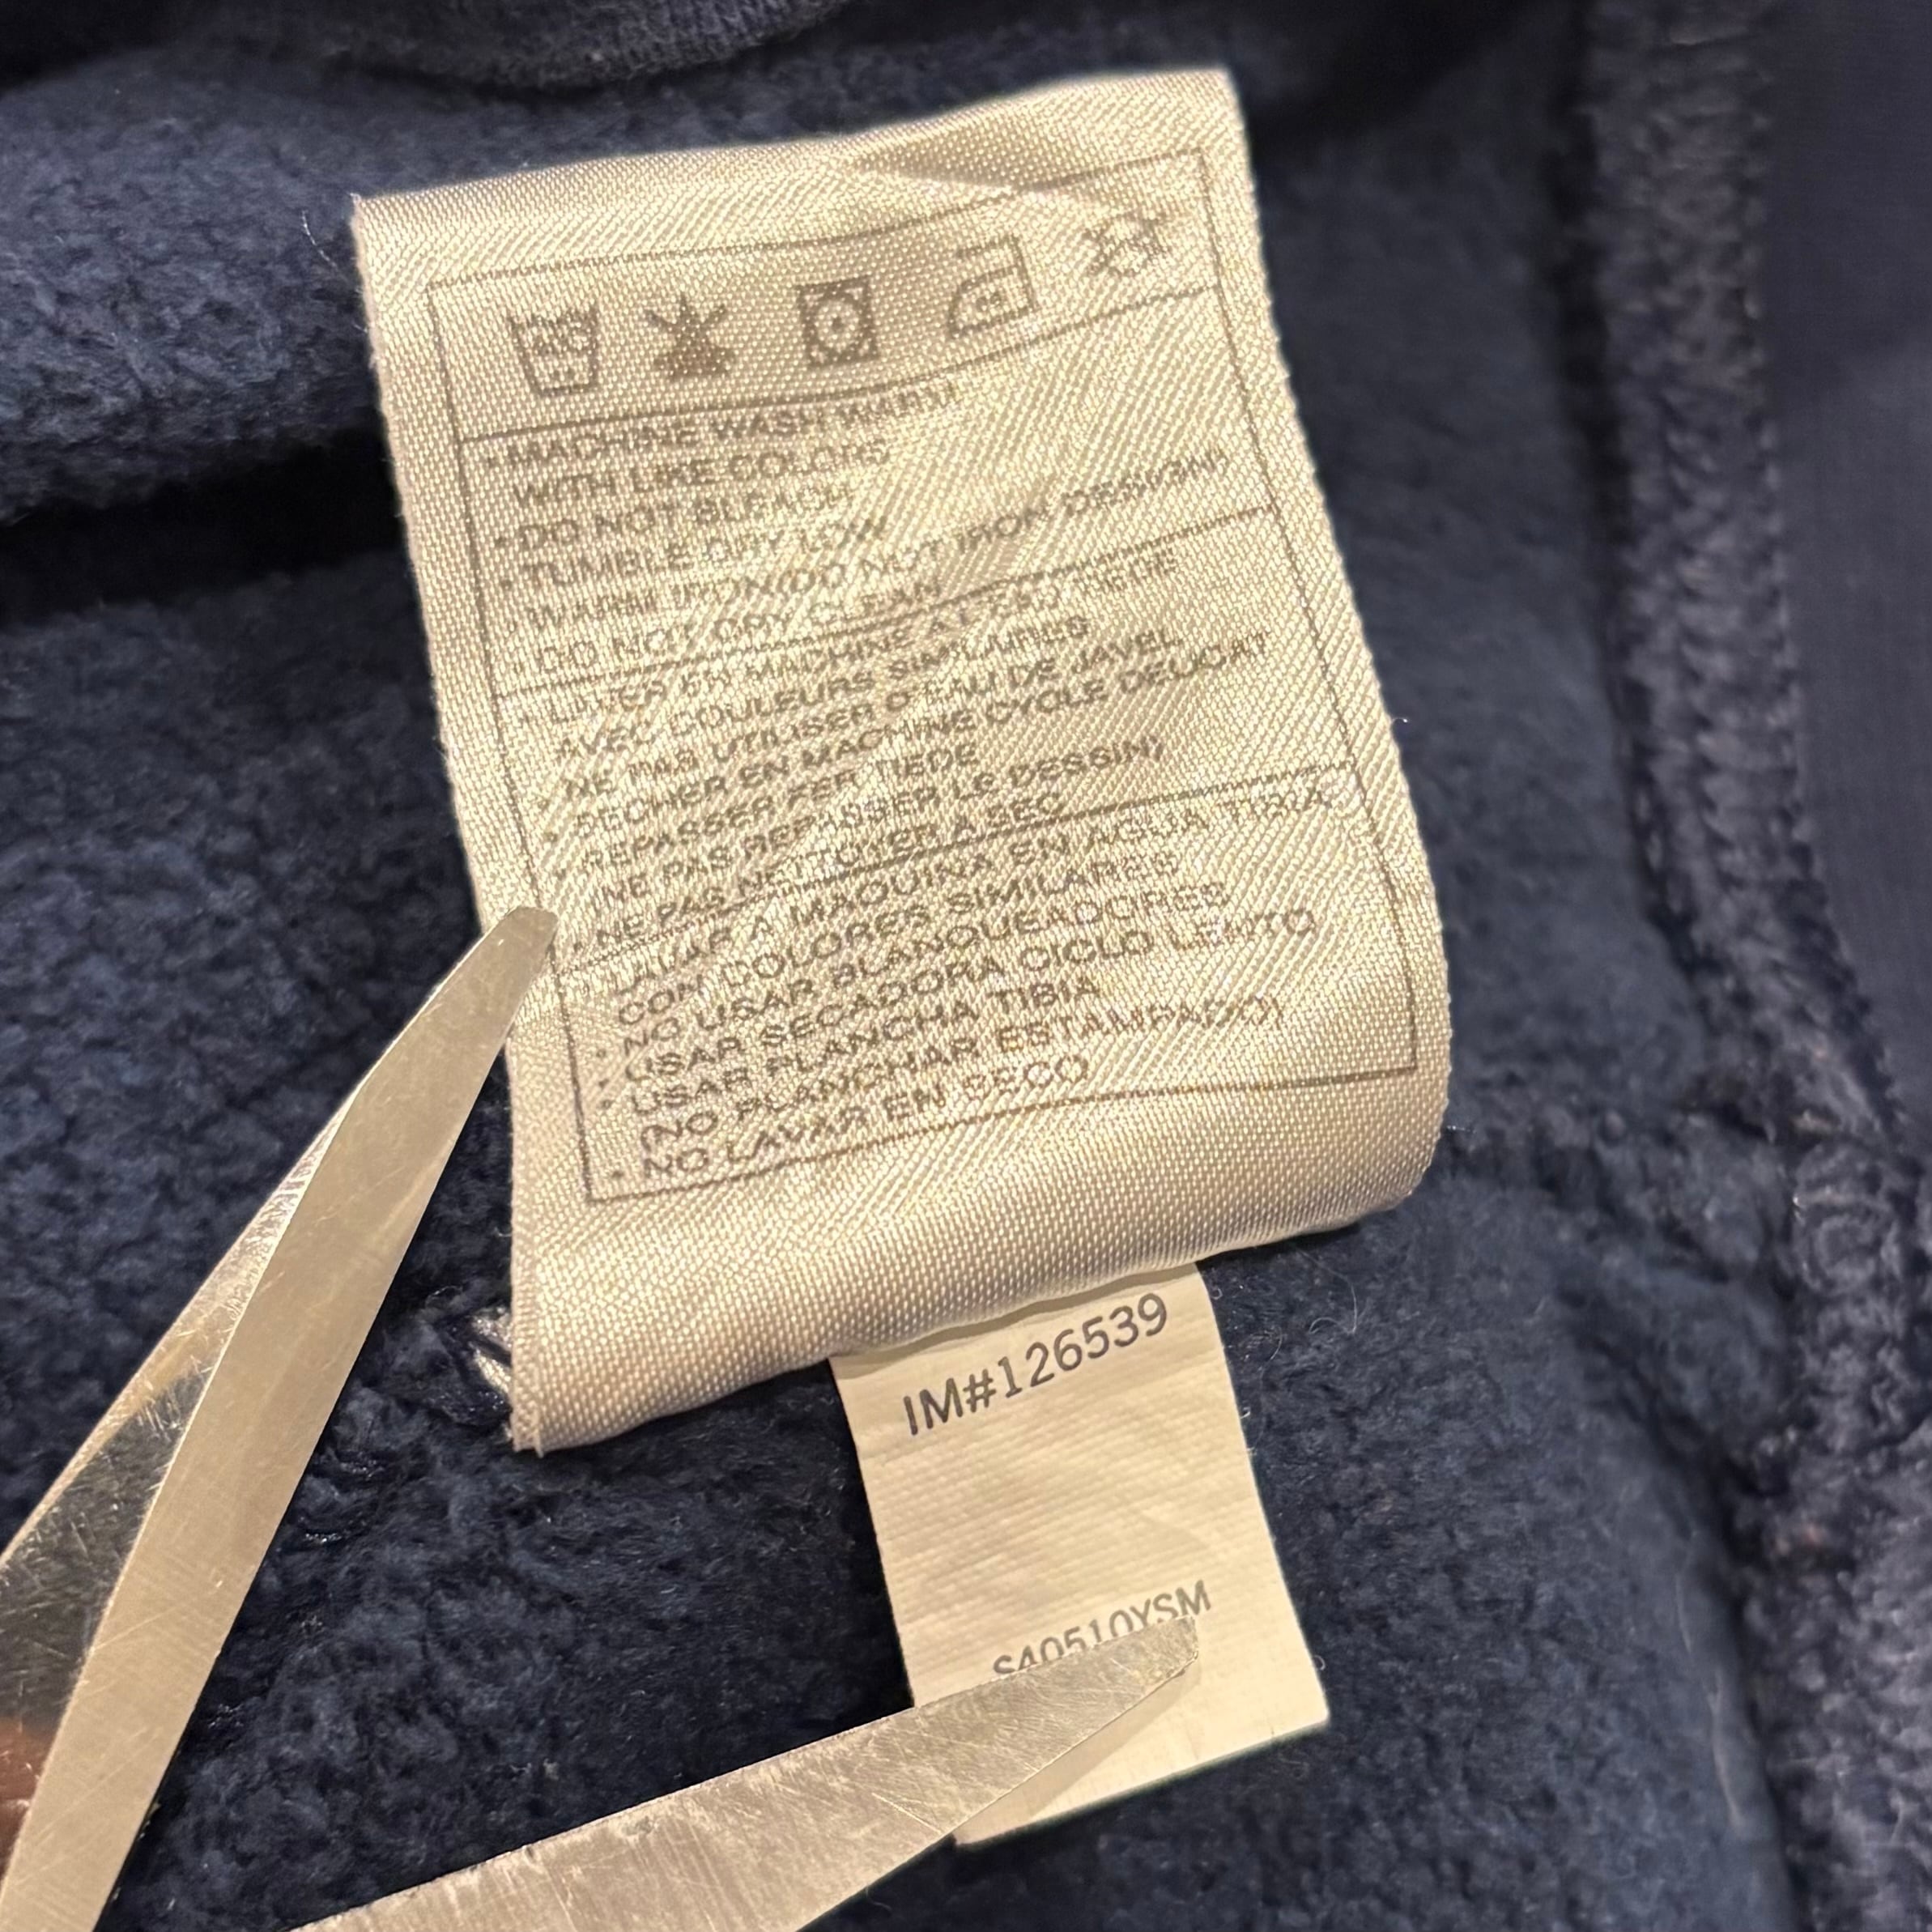 • MACHINE WASH WARM
WITH LIKE COLORS
• DO NOT BLEACH
• TUMBLE DRY LOW
• WARM IRON(DO NOT IRON DESIGN)
• DO NOT DRY CLEAN
• LAVER EN MACHINE A L' EAU TIEDE
AVEC COULEURS SIMILAIRES
• NE PAS UTILISER D'EAU DE JAVEL
• SECHER EN MACHINE CYCLE DELICAT
• REPASSER FER TIEDE
(NE PAS REPASSER LE DESSIN)
• NE PAS NETTOYER A SEC
• LAVAR A MAQUINA EN AGUA TIBIA
CON COLORES SIMILARES
• NO USAR BLANQUEADORES
• USAR SECADORA CICLO LENTO
• USAR PLANCHA TIBIA
(NO PLANCHAR ESTAMPADO)
• NO LAVAR EN SECO
IM#126539
S40510YSM